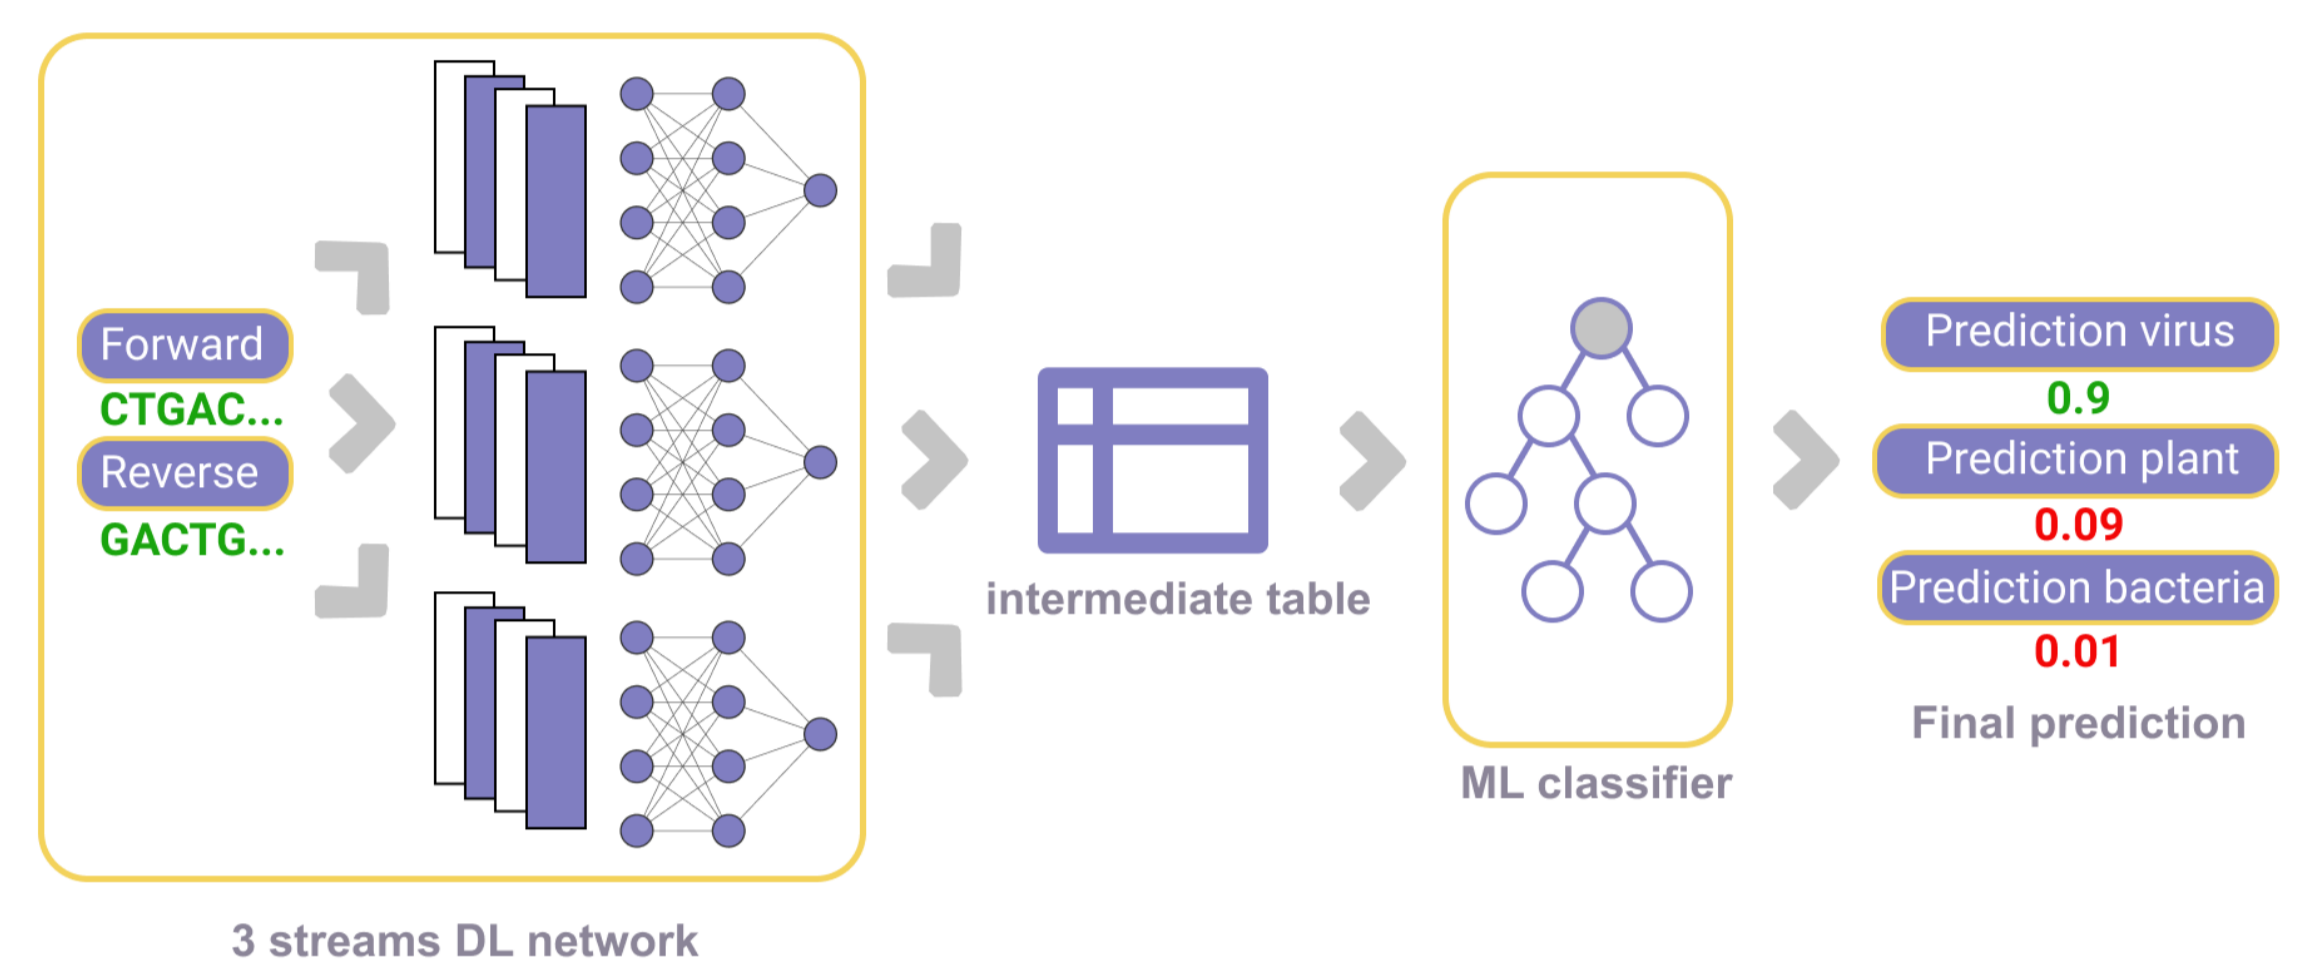 Forward
CTGAC...
Reverse
GACTG...
3 streams DL network
intermediate table
ML classifier
Prediction virus
0.9
Prediction plant
0.09
Prediction bacteria
0.01
Final prediction